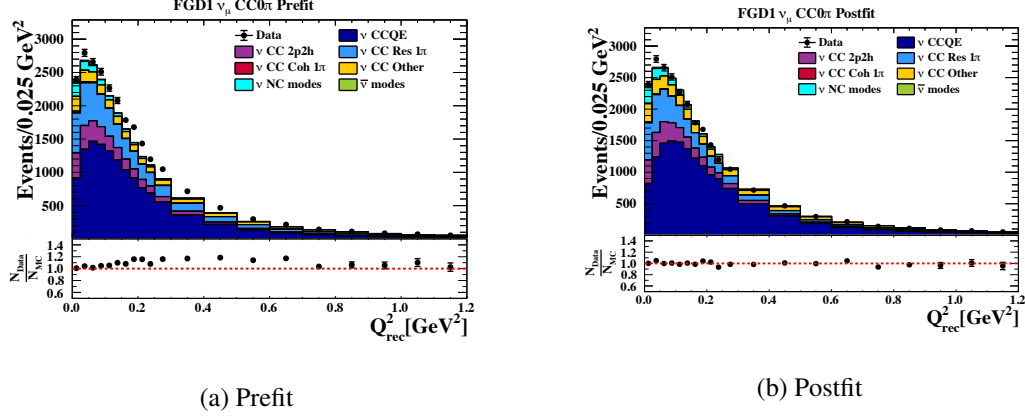 FGD1 ν_μ CC0π Prefit
Data
ν CCQE
ν CC 2p2h
ν CC Res 1π
ν CC Coh 1π
ν CC Other
ν NC modes
ν̅ modes
Events/0.025 GeV²
3000
2500
2000
1500
1000
500
N_Data/N_MC
1.4
1.2
1.0
0.8
0.6
0.0 0.2 0.4 0.6 0.8 1.0 1.2
Q²_rec[GeV²]
(a) Prefit
FGD1 ν_μ CC0π Postfit
Data
ν CCQE
ν CC 2p2h
ν CC Res 1π
ν CC Coh 1π
ν CC Other
ν NC modes
ν̅ modes
Events/0.025 GeV²
3000
2500
2000
1500
1000
500
N_Data/N_MC
1.4
1.2
1.0
0.8
0.6
0.0 0.2 0.4 0.6 0.8 1.0 1.2
Q²_rec[GeV²]
(b) Postfit